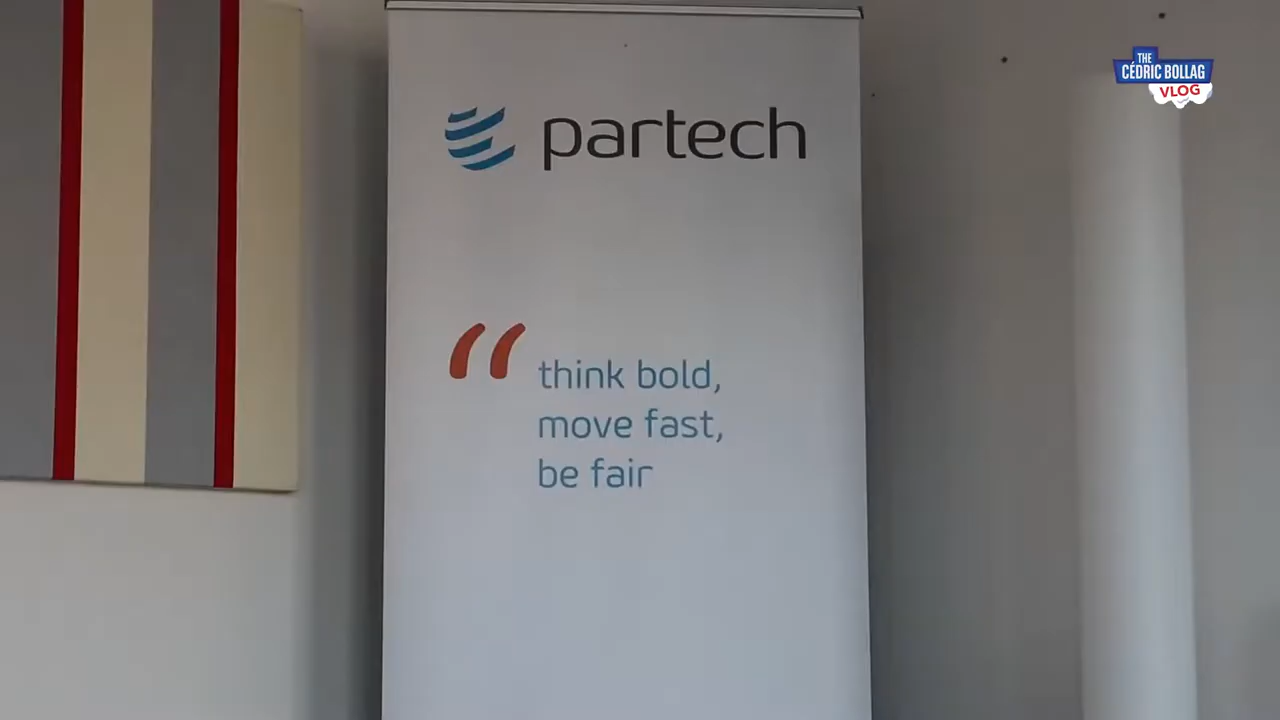 THE
CÉDRIC BOLLAG
VLOG
partech
think bold,
move fast,
be fair